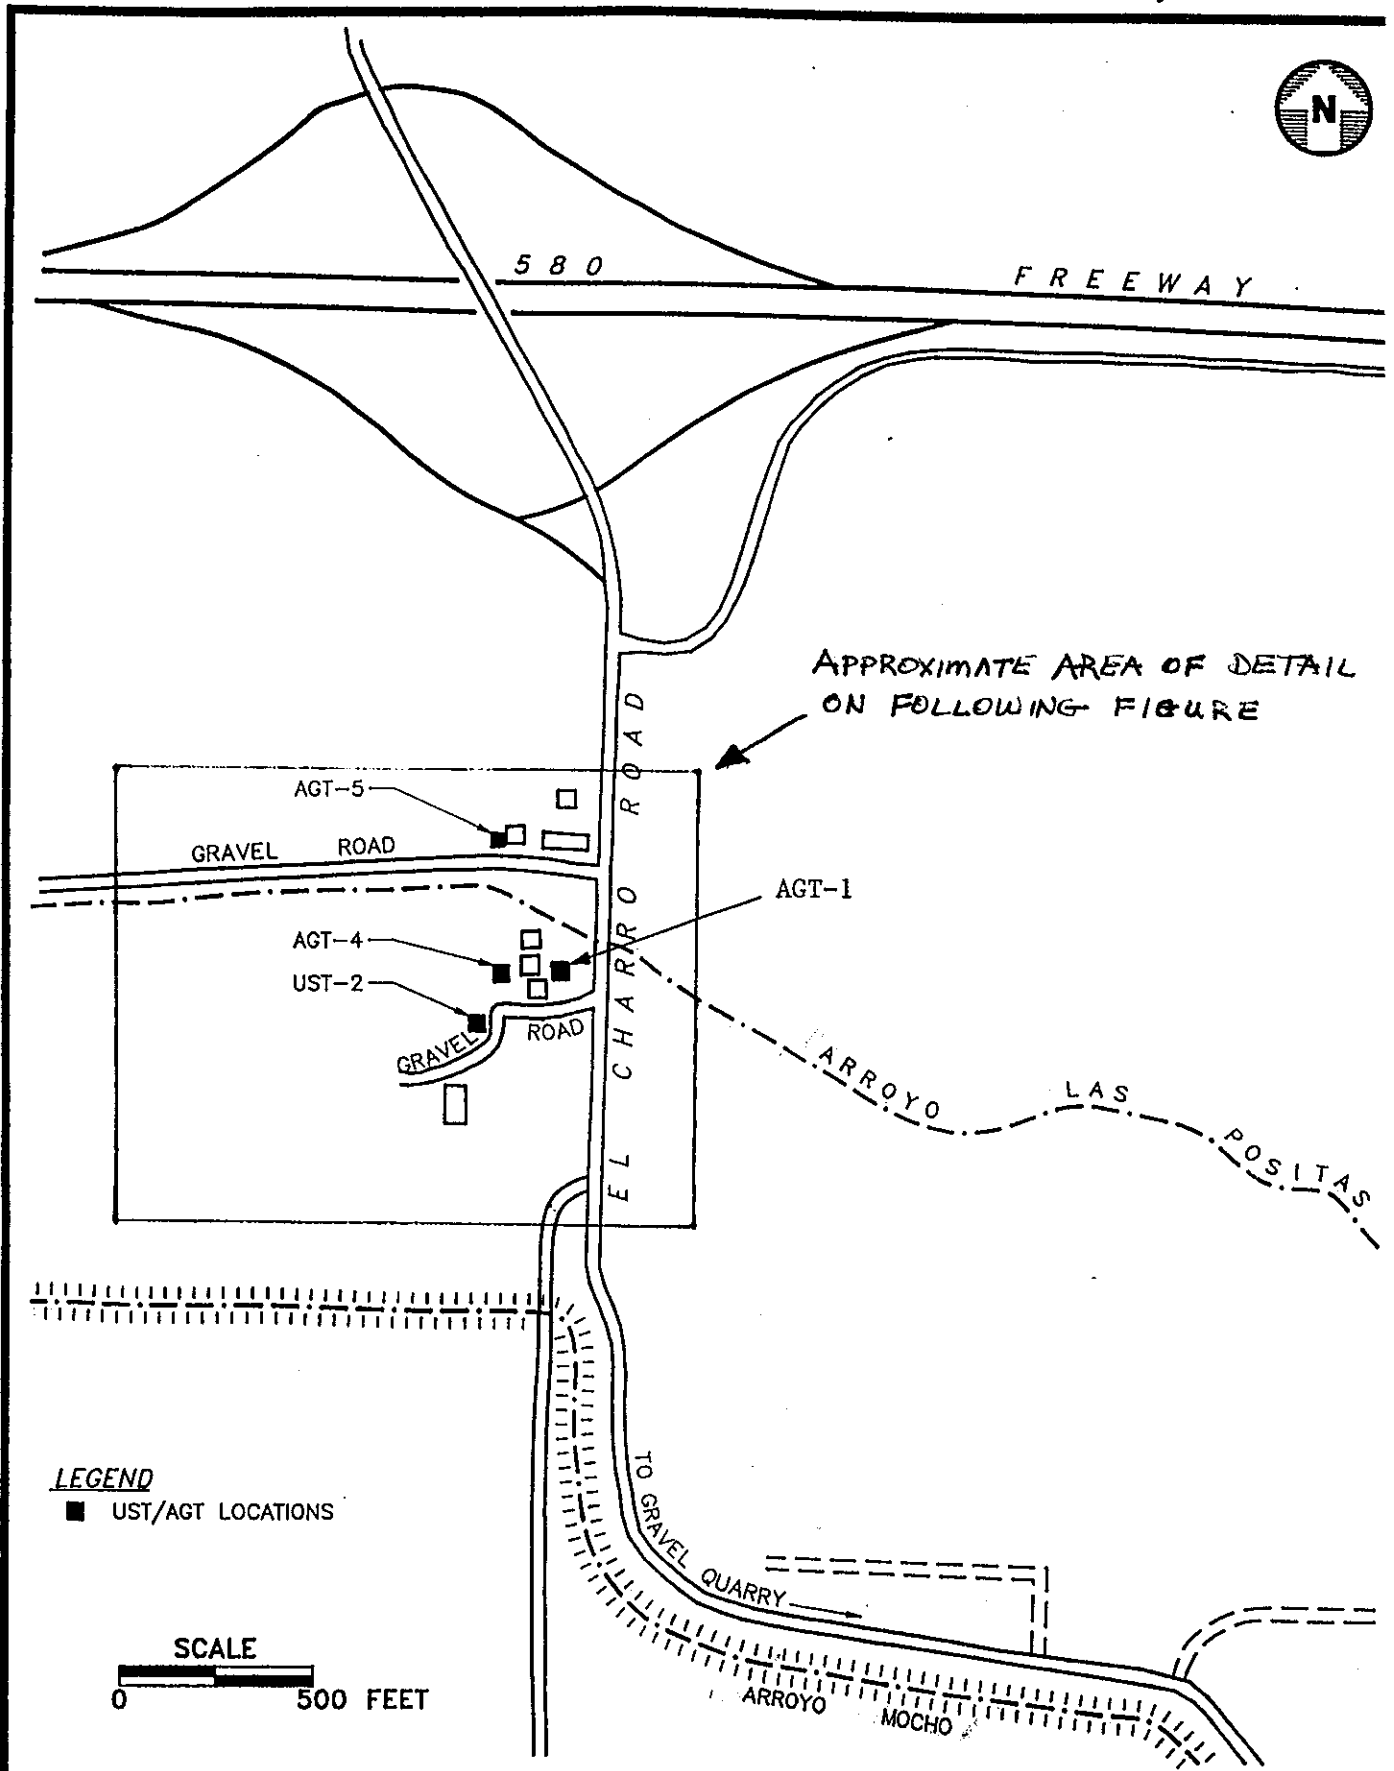 N
580
FREEWAY
APPROXIMATE AREA OF DETAIL
ON FOLLOWING FIGURE
EL CHARRO ROAD
AGT-5
GRAVEL ROAD
AGT-1
AGT-4
UST-2
GRAVEL ROAD
ARROYO LAS POSITAS
TO GRAVEL QUARRY
LEGEND
UST/AGT LOCATIONS
SCALE
0 500 FEET
ARROYO MOCHO